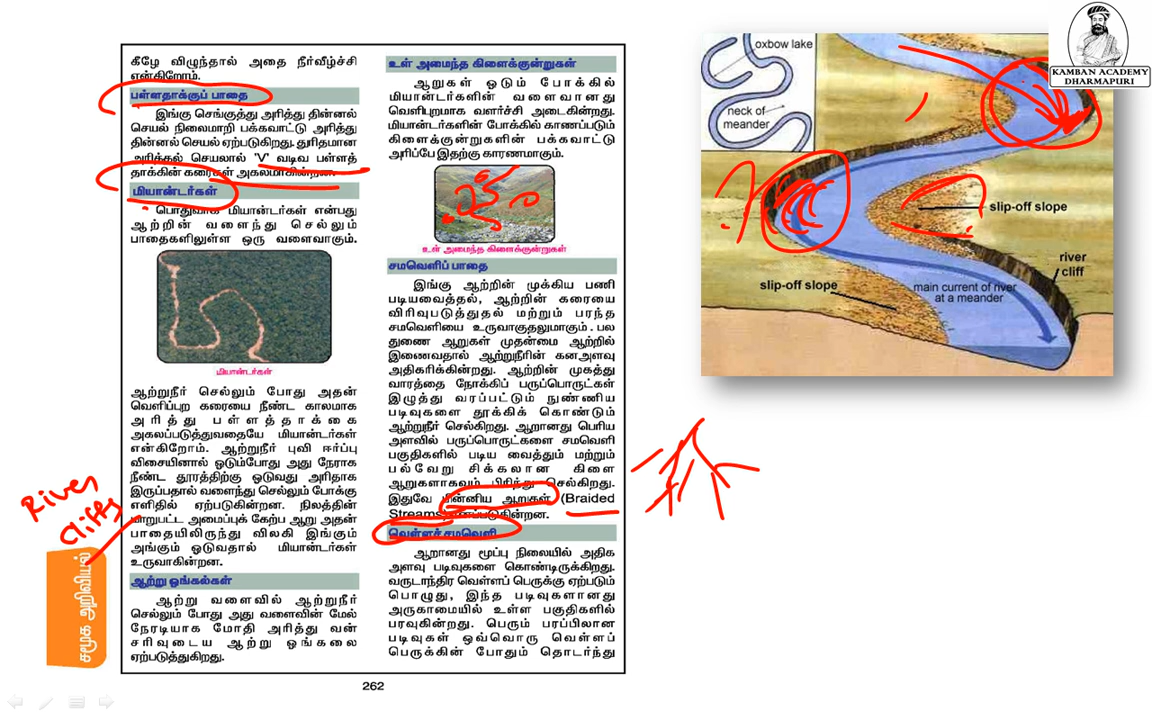 கீழே விழுந்தால் அதை நீர்வீழ்ச்சி
என்கிறோம்.
பள்ளதாக்குப் பாதை
இங்கு செங்குத்து அரித்து தின்னல்
செயல் நிலைமாறி பக்கவாட்டு அரித்து
தின்னல் செயல் ஏற்படுகிறது. துரிதமான
அரித்தல் செயலால் 'V' வடிவ பள்ளத்
தாக்கின் கரைகள் அகலமாகின்றன.
மியான்டர்கள்
பொதுவாக மியான்டர்கள் என்பது
ஆற்றின் வளைந்து செல்லும்
பாதைகளிலுள்ள ஒரு வளைவாகும்.
மியான்டர்கள்
ஆற்றுநீர் செல்லும் போது அதன்
வெளிப்புற கரையை நீண்ட காலமாக
அரித்து பள்ளத்தாக்கை
அகலப்படுத்துவதையே மியான்டர்கள்
என்கிறோம். ஆற்றுநீர் புவி ஈர்ப்பு
விசையினால் ஓடும்போது அது நேராக
நீண்ட தூரத்திற்கு ஓடுவது அரிதாக
இருப்பதால் வளைந்து செல்லும் போக்கு
எளிதில் ஏற்படுகின்றன. நிலத்தின்
மாறுபட்ட அமைப்புக் கேற்ப ஆறு அதன்
பாதையிலிருந்து விலகி இங்கும்
அங்கும் ஓடுவதால் மியான்டர்கள்
உருவாகின்றன.
ஆற்று ஓங்கல்கள்
ஆற்று வளைவில் ஆற்றுநீர்
செல்லும் போது அது வளைவின் மேல்
நேரடியாக மோதி அரித்து வன்
சரிவுடைய ஆற்று ஓங்கலை
ஏற்படுத்துகிறது.
River
Cliffs
சமூக அறிவியல்
உள் அமைந்த கிளைக்குன்றுகள்
ஆறுகள் ஓடும் போக்கில்
மியான்டர்களின் வளைவானது
வெளிபுறமாக வளர்ச்சி அடைகின்றது.
மியான்டர்களின் போக்கில் காணப்படும்
கிளைக்குன்றுகளின் பக்கவாட்டு
அரிப்பே இதற்கு காரணமாகும்.
உள் அமைந்த கிளைக்குன்றுகள்
சமவெளிப் பாதை
இங்கு ஆற்றின் முக்கிய பணி
படியவைத்தல், ஆற்றின் கரையை
விரிவுபடுத்துதல் மற்றும் பரந்த
சமவெளியை உருவாகுதலுமாகும். பல
துணை ஆறுகள் முதன்மை ஆற்றில்
இணைவதால் ஆற்றுநீரின் கனஅளவு
அதிகரிக்கின்றது. ஆற்றின் முகத்து
வாரத்தை நோக்கிப் பருப்பொருட்கள்
இழுத்து வரப்பட்டும் நுண்ணிய
படிவுகளை தூக்கிக் கொண்டும்
ஆற்றுநீர் செல்கிறது. ஆறானது பெரிய
அளவில் பருப்பொருட்களை சமவெளி
பகுதிகளில் படிய வைத்தும் மற்றும்
பல்வேறு சிக்கலான கிளை
ஆறுகளாகவும் பிரிந்து செல்கிறது.
இதுவே பின்னிய ஆறுகள் (Braided
Streams) எனப்படுகின்றன.
வெள்ளச் சமவெளி
ஆறானது மூப்பு நிலையில் அதிக
அளவு படிவுகளை கொண்டிருக்கிறது.
வருடாந்திர வெள்ளப் பெருக்கு ஏற்படும்
பொழுது, இந்த படிவுகளானது
அருகாமையில் உள்ள பகுதிகளில்
பரவுகின்றது. பெரும் பரப்பிலான
படிவுகள் ஒவ்வொரு வெள்ளப்
பெருக்கின் போதும் தொடர்ந்து
262
oxbow lake
neck of
meander
slip-off slope
river
cliff
slip-off slope
main current of river
at a meander
KAMBAN ACADEMY
DHARMAPURI